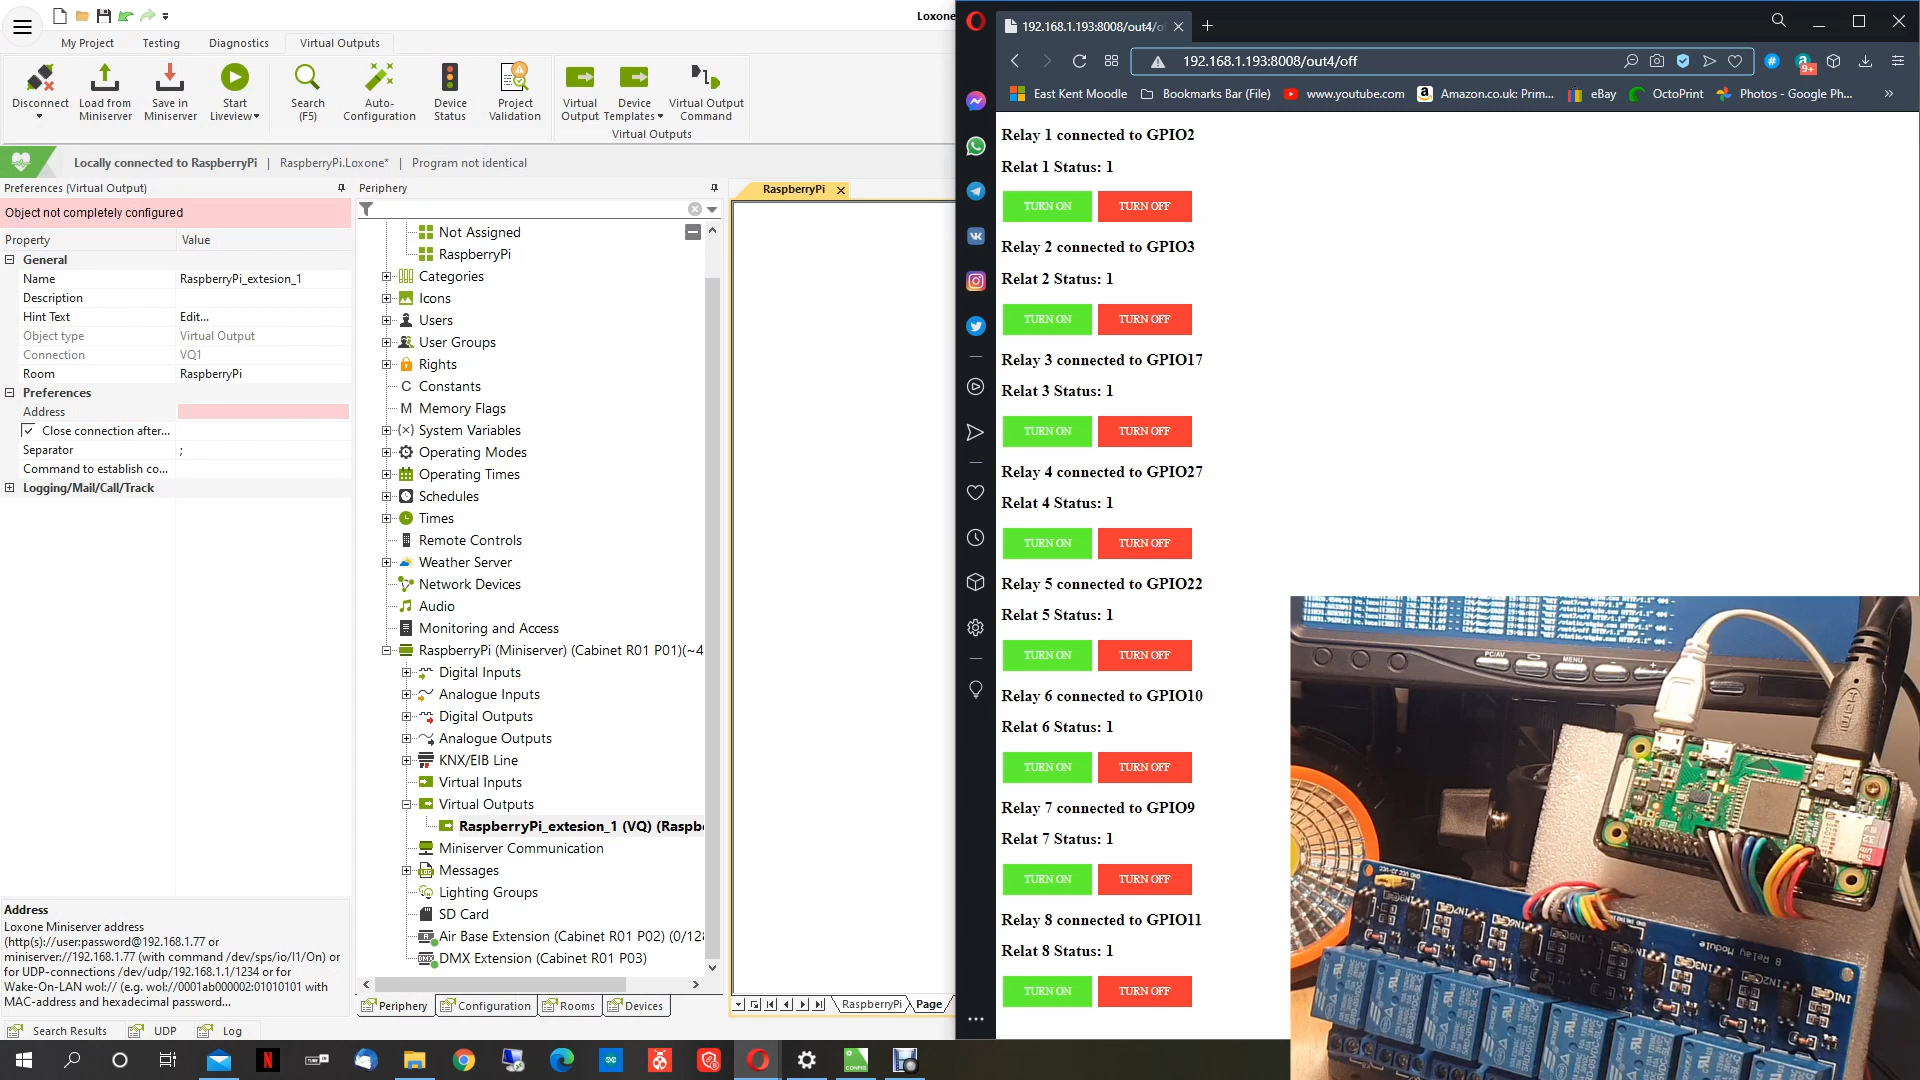 Loxone
My Project
Testing
Diagnostics
Virtual Outputs
Disconnect
Load from
Miniserver
Save in
Miniserver
Start
Liveview
Search
(F5)
Auto-
Configuration
Device
Status
Project
Validation
Virtual
Output
Device
Templates
Virtual Output
Command
Virtual Outputs
Locally connected to RaspberryPi | RaspberryPi.Loxone* | Program not identical
Preferences (Virtual Output)
Object not completely configured
Property Value
General
Name RaspberryPi_extesion_1
Description
Hint Text Edit...
Object type Virtual Output
Connection VQ1
Room RaspberryPi
Preferences
Address
Close connection after...
Separator ;
Command to establish co...
Logging/Mail/Call/Track
Address
Loxone Miniserver address
(http(s)://user:password@192.168.1.77 or
miniserver://192.168.1.77 (with command /dev/sps/io/I1/On) or
for UDP-connections /dev/udp/192.168.1.1/1234 or for
Wake-On-LAN wol:// (e.g. wol://0001ab000002:01010101 with
MAC-address and hexadecimal password...
Search Results
UDP
Log
Periphery
Not Assigned
RaspberryPi
Categories
Icons
Users
User Groups
Rights
C Constants
M Memory Flags
(x) System Variables
Operating Modes
Operating Times
Schedules
Times
Remote Controls
Weather Server
Network Devices
Audio
Monitoring and Access
RaspberryPi (Miniserver) (Cabinet R01 P01)(~4
Digital Inputs
Analogue Inputs
Digital Outputs
Analogue Outputs
KNX/EIB Line
Virtual Inputs
Virtual Outputs
RaspberryPi_extesion_1 (VQ) (Raspb
Miniserver Communication
Messages
Lighting Groups
SD Card
Air Base Extension (Cabinet R01 P02) (0/128
DMX Extension (Cabinet R01 P03)
Periphery
Configuration
Rooms
Devices
RaspberryPi
RaspberryPi
Page
192.168.1.193:8008/out4/o
192.168.1.193:8008/out4/off
9+
East Kent Moodle
Bookmarks Bar (File)
www.youtube.com
Amazon.co.uk: Prim...
eBay
OctoPrint
Photos - Google Ph...
Relay 1 connected to GPIO2
Relat 1 Status: 1
TURN ON TURN OFF
Relay 2 connected to GPIO3
Relat 2 Status: 1
TURN ON TURN OFF
Relay 3 connected to GPIO17
Relat 3 Status: 1
TURN ON TURN OFF
Relay 4 connected to GPIO27
Relat 4 Status: 1
TURN ON TURN OFF
Relay 5 connected to GPIO22
Relat 5 Status: 1
TURN ON TURN OFF
Relay 6 connected to GPIO10
Relat 6 Status: 1
TURN ON TURN OFF
Relay 7 connected to GPIO9
Relat 7 Status: 1
TURN ON TURN OFF
Relay 8 connected to GPIO11
Relat 8 Status: 1
TURN ON TURN OFF
PC/AV
MENU
8 Relay Module